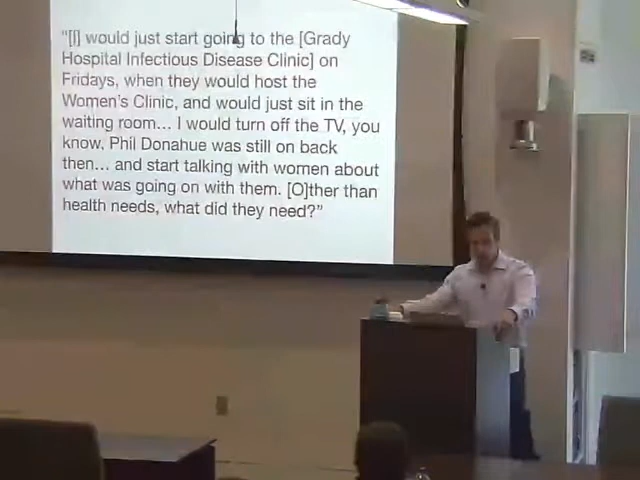 "[I] would just start going to the [Grady
Hospital Infectious Disease Clinic] on
Fridays, when they would host the
Women's Clinic, and would just sit in the
waiting room... I would turn off the TV, you
know, Phil Donahue was still on back
then... and start talking with women about
what was going on with them. [O]ther than
health needs, what did they need?"